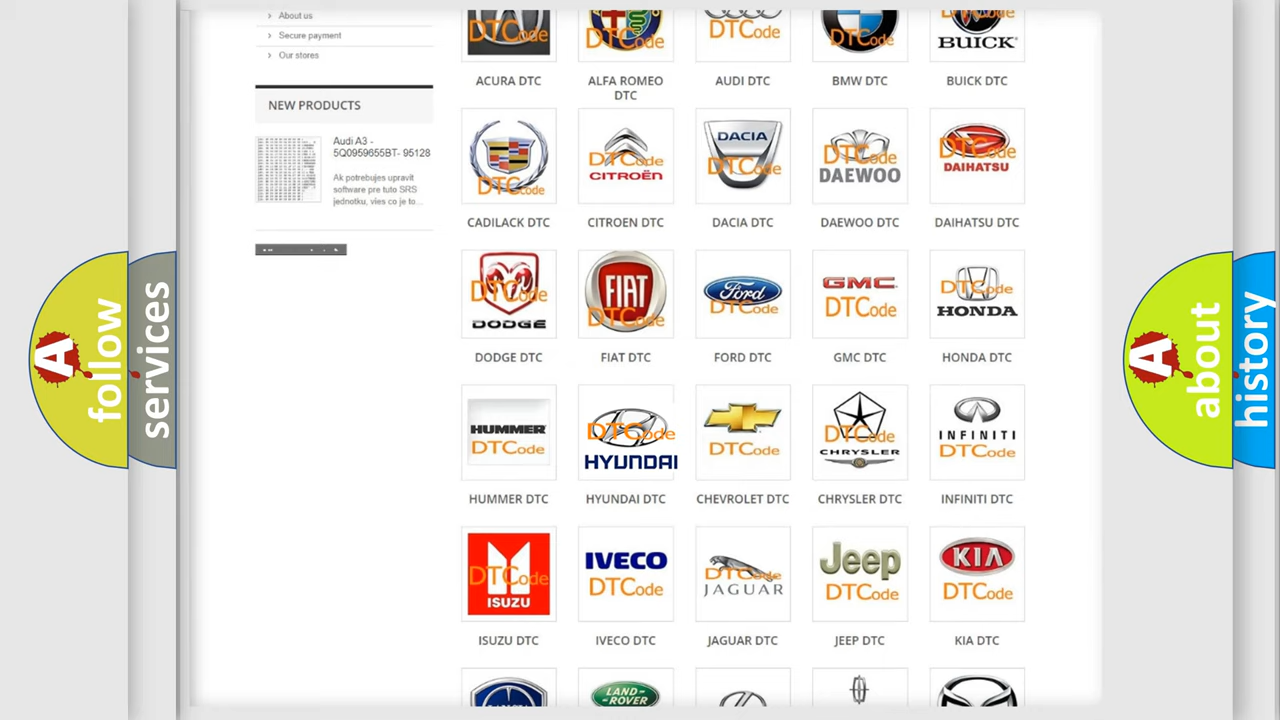 About us
Secure payment
Our stores
NEW PRODUCTS
Audi A3 -
5Q0959655BT- 95128
Ak potrebujes upravit
software pre tuto SRS
jednotku, vies co je to...
DTCode
DTCode
DTCode
DTCode
BUICK
ACURA DTC
ALFA ROMEO
DTC
AUDI DTC
BMW DTC
BUICK DTC
DTCode
DTCode
CITROËN
DACIA
DTCode
DTCode
DAEWOO
DTCode
DAIHATSU
CADILACK DTC
CITROEN DTC
DACIA DTC
DAEWOO DTC
DAIHATSU DTC
DTCode
DODGE
FIAT
DTCode
Ford
DTCode
GMC
DTCode
DTCode
HONDA
DODGE DTC
FIAT DTC
FORD DTC
GMC DTC
HONDA DTC
HUMMER
DTCode
DTCode
HYUNDAI
DTCode
DTCode
CHRYSLER
INFINITI
DTCode
HUMMER DTC
HYUNDAI DTC
CHEVROLET DTC
CHRYSLER DTC
INFINITI DTC
DTCode
ISUZU
IVECO
DTCode
DTCode
JAGUAR
Jeep
DTCode
KIA
DTCode
ISUZU DTC
IVECO DTC
JAGUAR DTC
JEEP DTC
KIA DTC
LAND-
ROVER
A
follow
services
A
about
history